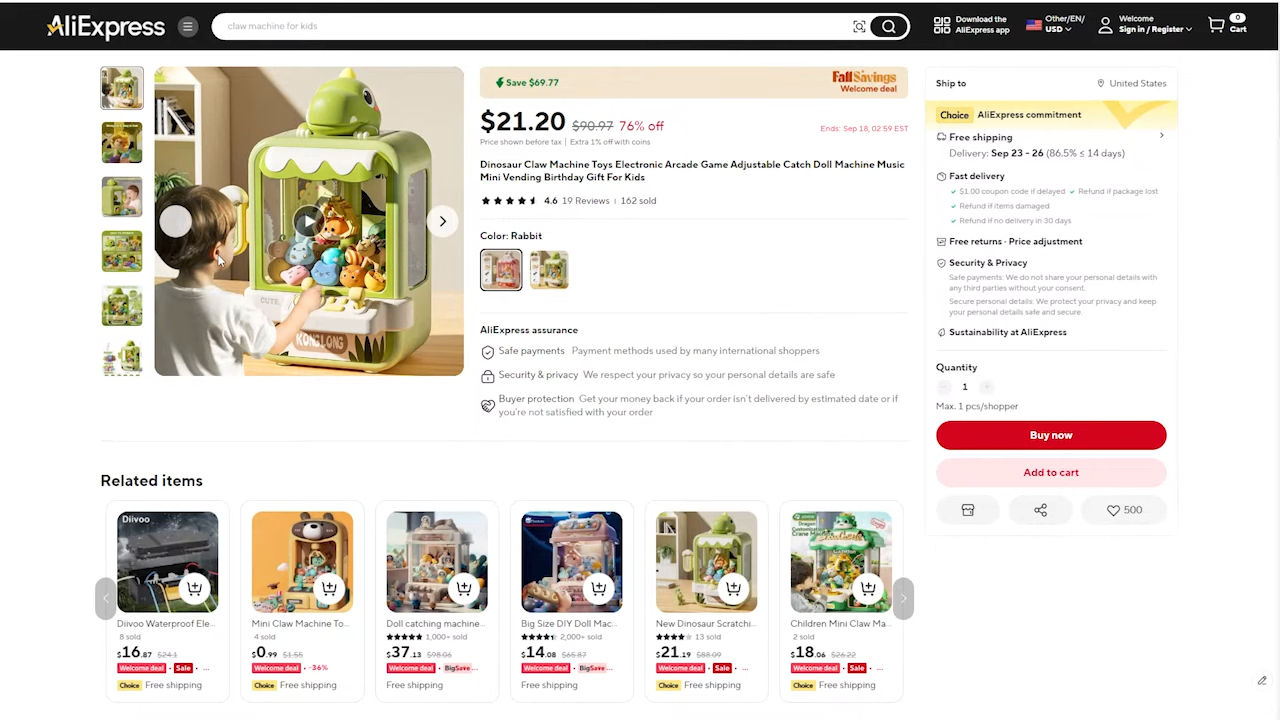 AliExpress
claw machine for kids
Download the
AliExpress app
Other/EN/
USD
Welcome
Sign in / Register
0
Cart
Save $69.77
Fall Savings
Welcome deal
$21.20 $90.97 76% off
Ends: Sep 18, 02:59 EST
Price shown before tax | Extra 1% off with coins
Dinosaur Claw Machine Toys Electronic Arcade Game Adjustable Catch Doll Machine Music
Mini Vending Birthday Gift For Kids
4.6 19 Reviews | 162 sold
Color: Rabbit
CUTE
KONGLONG
AliExpress assurance
Safe payments Payment methods used by many international shoppers
Security & privacy We respect your privacy so your personal details are safe
Buyer protection Get your money back if your order isn't delivered by estimated date or if
you're not satisfied with your order
Ship to
United States
Choice AliExpress commitment
Free shipping
Delivery: Sep 23 - 26 (86.5% ≤ 14 days)
Fast delivery
$1.00 coupon code if delayed Refund if package lost
Refund if items damaged
Refund if no delivery in 30 days
Free returns · Price adjustment
Security & Privacy
Safe payments: We do not share your personal details with
any third parties without your consent.
Secure personal details: We protect your privacy and keep
your personal details safe and secure.
Sustainability at AliExpress
Quantity
1
Max. 1 pcs/shopper
Buy now
Add to cart
500
Related items
Diivoo
Diivoo Waterproof Ele...
8 sold
$16.87 $24.1
Welcome deal · Sale · ...
Choice Free shipping
Mini Claw Machine To...
4 sold
$0.99 $1.55
Welcome deal · -36%
Choice Free shipping
Doll catching machine...
1,000+ sold
$37.13 $98.06
Welcome deal · BigSave...
Free shipping
Big Size DIY Doll Mac...
2,000+ sold
$14.08 $65.87
Welcome deal · BigSave...
Free shipping
New Dinosaur Scratchi...
13 sold
$21.19 $88.09
Welcome deal · Sale · ...
Choice Free shipping
Children Mini Claw Ma...
2 sold
$18.06 $26.22
Welcome deal · Sale · ...
Choice Free shipping